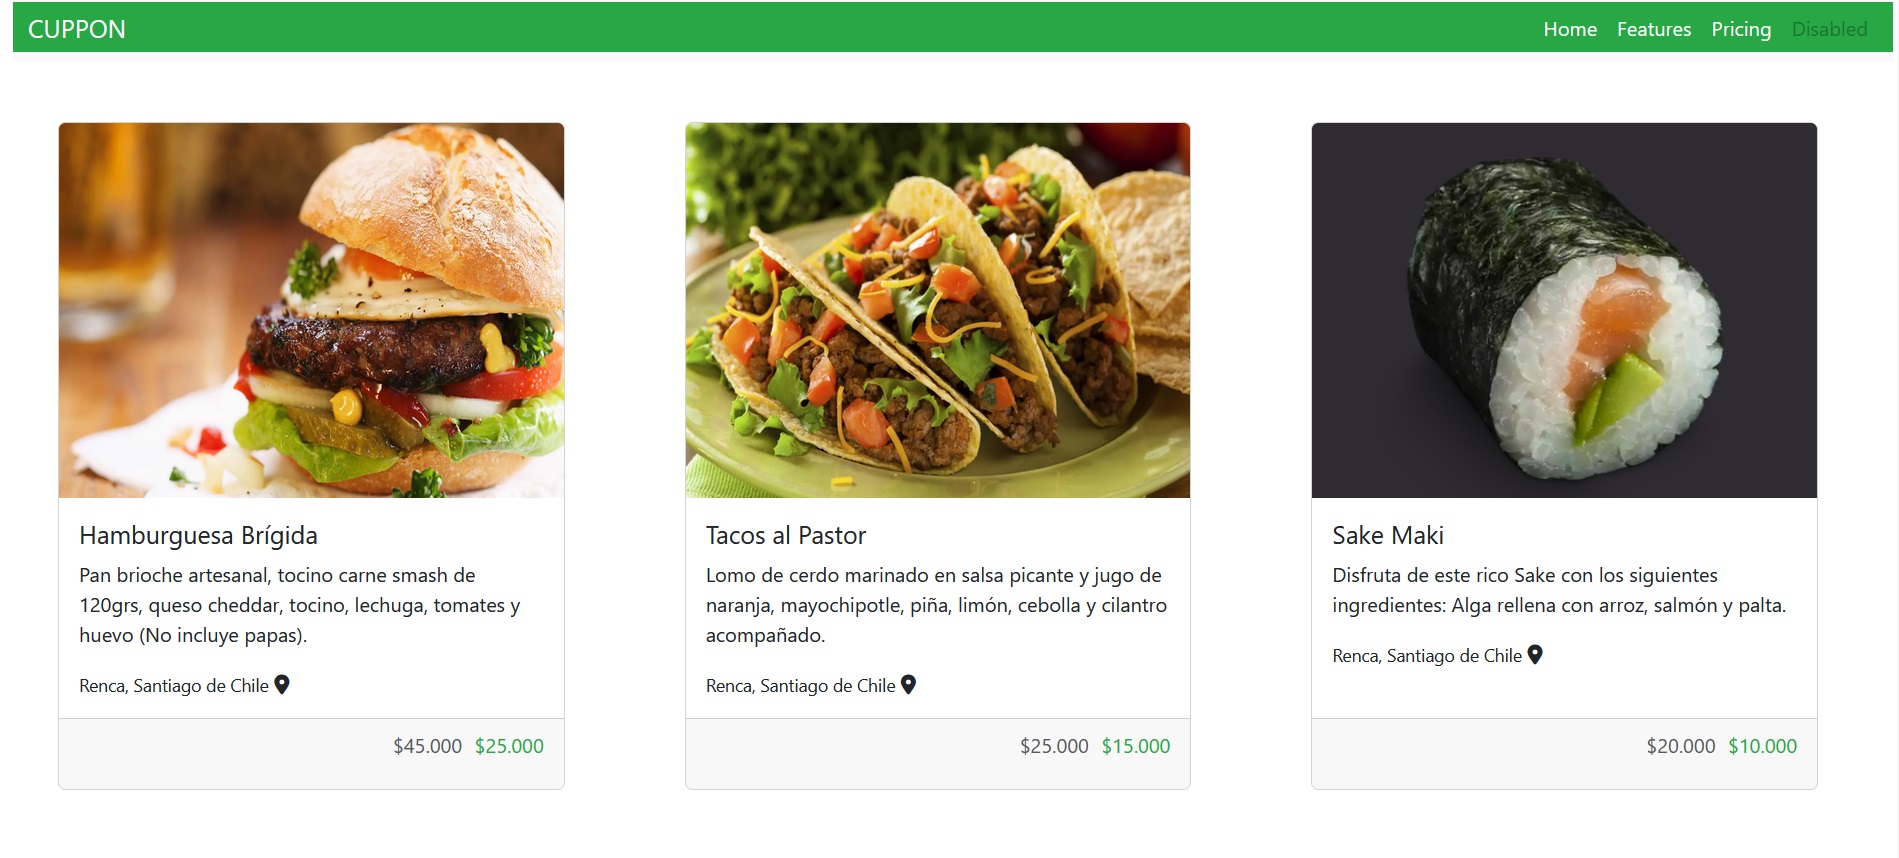 CUPPON
Home Features Pricing Disabled
Hamburguesa Brígida
Pan brioche artesanal, tocino carne smash de
120grs, queso cheddar, tocino, lechuga, tomates y
huevo (No incluye papas).
Renca, Santiago de Chile
$45.000 $25.000
Tacos al Pastor
Lomo de cerdo marinado en salsa picante y jugo de
naranja, mayochipotle, piña, limón, cebolla y cilantro
acompañado.
Renca, Santiago de Chile
$25.000 $15.000
Sake Maki
Disfruta de este rico Sake con los siguientes
ingredientes: Alga rellena con arroz, salmón y palta.
Renca, Santiago de Chile
$20.000 $10.000